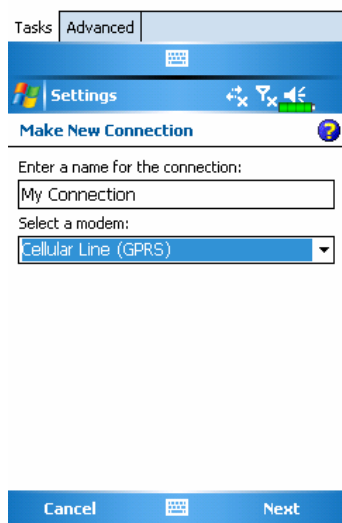 Tasks Advanced
Settings
Make New Connection
Enter a name for the connection:
My Connection
Select a modem:
Cellular Line (GPRS)
Cancel Next